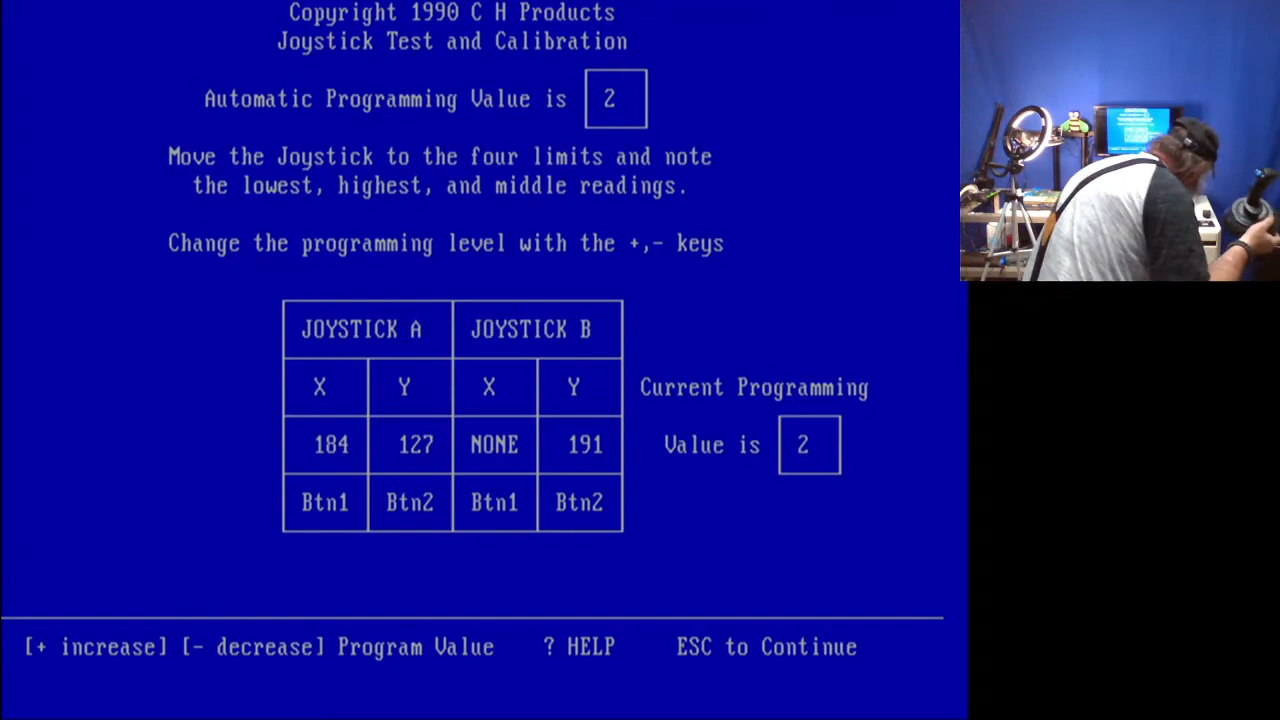 Copyright 1990 C H Products
Joystick Test and Calibration
Automatic Programming Value is 2
Move the Joystick to the four limits and note
the lowest, highest, and middle readings.
Change the programming level with the +,- keys
JOYSTICK A JOYSTICK B
X Y X Y
Current Programming
184 127 NONE 191
Value is 2
Btn1 Btn2 Btn1 Btn2
[+ increase] [- decrease] Program Value ? HELP ESC to Continue